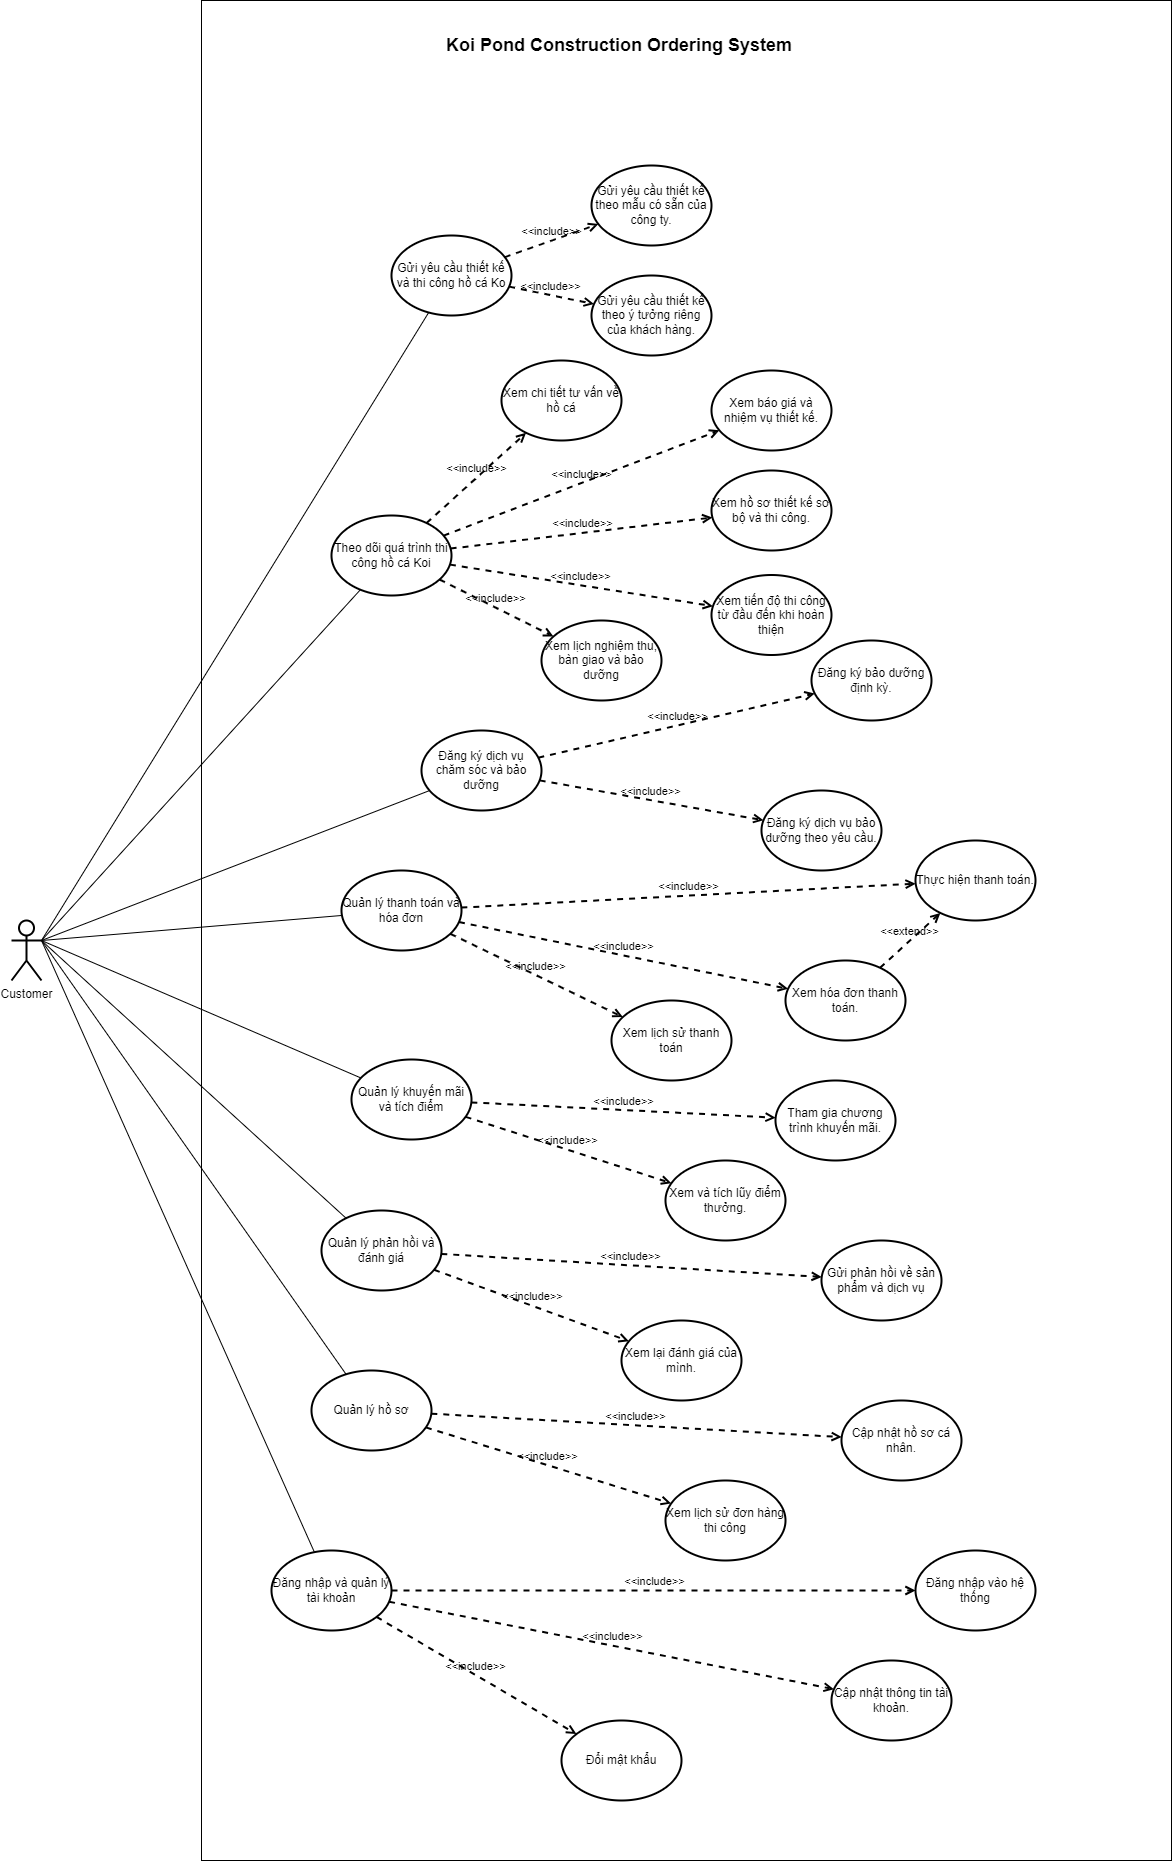 Koi Pond Construction Ordering System
Gửi yêu cầu thiết kế
theo mẫu có sẵn của
công ty.
<<include>>
Gửi yêu cầu thiết kế
và thi công hồ cá Ko
<<include>>
Gửi yêu cầu thiết kế
theo ý tưởng riêng
của khách hàng.
Xem chi tiết tư vấn về
hồ cá
Xem báo giá và
nhiệm vụ thiết kế.
<<include>>
<<include>>
Xem hồ sơ thiết kế sơ
bộ và thi công.
<<include>>
Theo dõi quá trình thi
công hồ cá Koi
<<include>>
<<include>>
Xem tiến độ thi công
từ đầu đến khi hoàn
thiện
Xem lịch nghiệm thu,
bàn giao và bảo
dưỡng
Đăng ký bảo dưỡng
định kỳ.
<<include>>
Đăng ký dịch vụ
chăm sóc và bảo
dưỡng
<<include>>
Đăng ký dịch vụ bảo
dưỡng theo yêu cầu.
Thực hiện thanh toán.
<<include>>
Quản lý thanh toán và
hóa đơn
<<extend>>
<<include>>
<<include>>
Customer
Xem hóa đơn thanh
toán.
Xem lịch sử thanh
toán
Quản lý khuyến mãi
và tích điểm
<<include>>
Tham gia chương
trình khuyến mãi.
<<include>>
Xem và tích lũy điểm
thưởng.
Quản lý phản hồi và
đánh giá
<<include>>
Gửi phản hồi về sản
phẩm và dịch vụ
<<include>>
Xem lại đánh giá của
mình.
Quản lý hồ sơ
<<include>>
Cập nhật hồ sơ cá
nhân.
<<include>>
Xem lịch sử đơn hàng
thi công
Đăng nhập và quản lý
tài khoản
<<include>>
Đăng nhập vào hệ
thống
<<include>>
<<include>>
Cập nhật thông tin tài
khoản.
Đổi mật khẩu